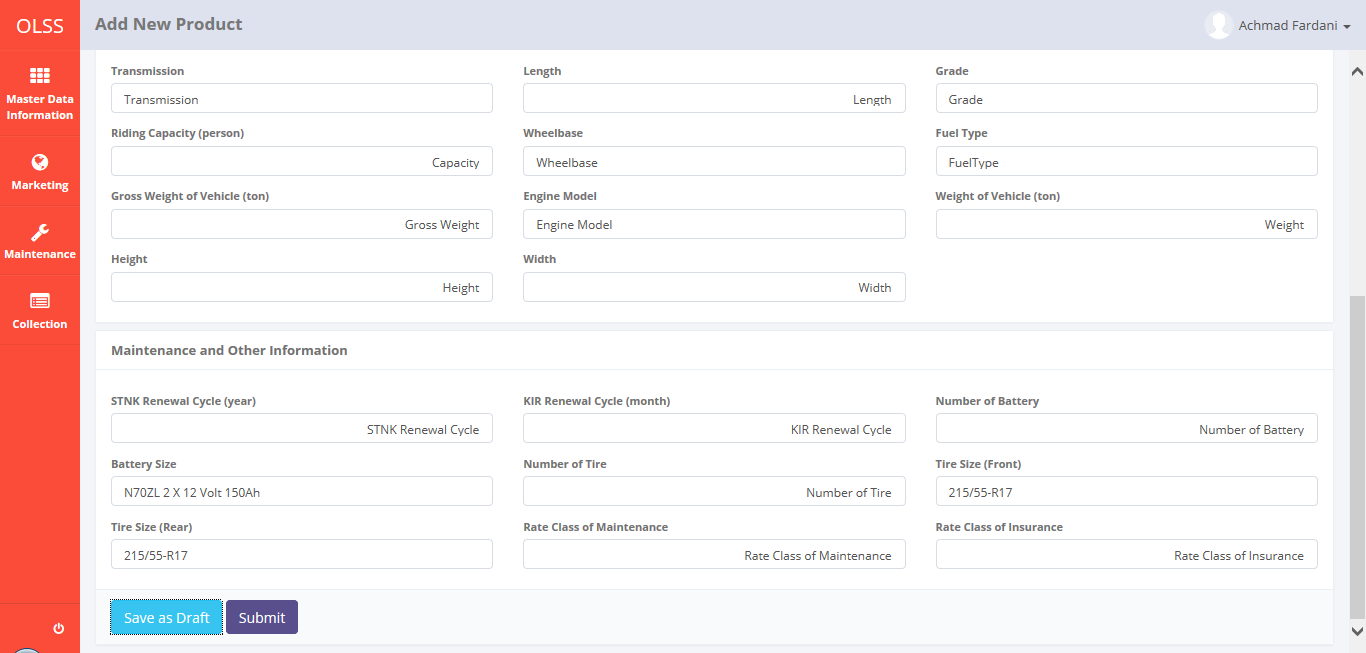 OLSS
Add New Product
Achmad Fardani
Master Data
Information
Marketing
Maintenance
Collection
Transmission
Length
Grade
Transmission
Length
Grade
Riding Capacity (person)
Wheelbase
Fuel Type
Capacity
Wheelbase
FuelType
Gross Weight of Vehicle (ton)
Engine Model
Weight of Vehicle (ton)
Gross Weight
Engine Model
Weight
Height
Width
Height
Width
Maintenance and Other Information
STNK Renewal Cycle (year)
KIR Renewal Cycle (month)
Number of Battery
STNK Renewal Cycle
KIR Renewal Cycle
Number of Battery
Battery Size
Number of Tire
Tire Size (Front)
N70ZL 2 X 12 Volt 150Ah
Number of Tire
215/55-R17
Tire Size (Rear)
Rate Class of Maintenance
Rate Class of Insurance
215/55-R17
Rate Class of Maintenance
Rate Class of Insurance
Save as Draft
Submit